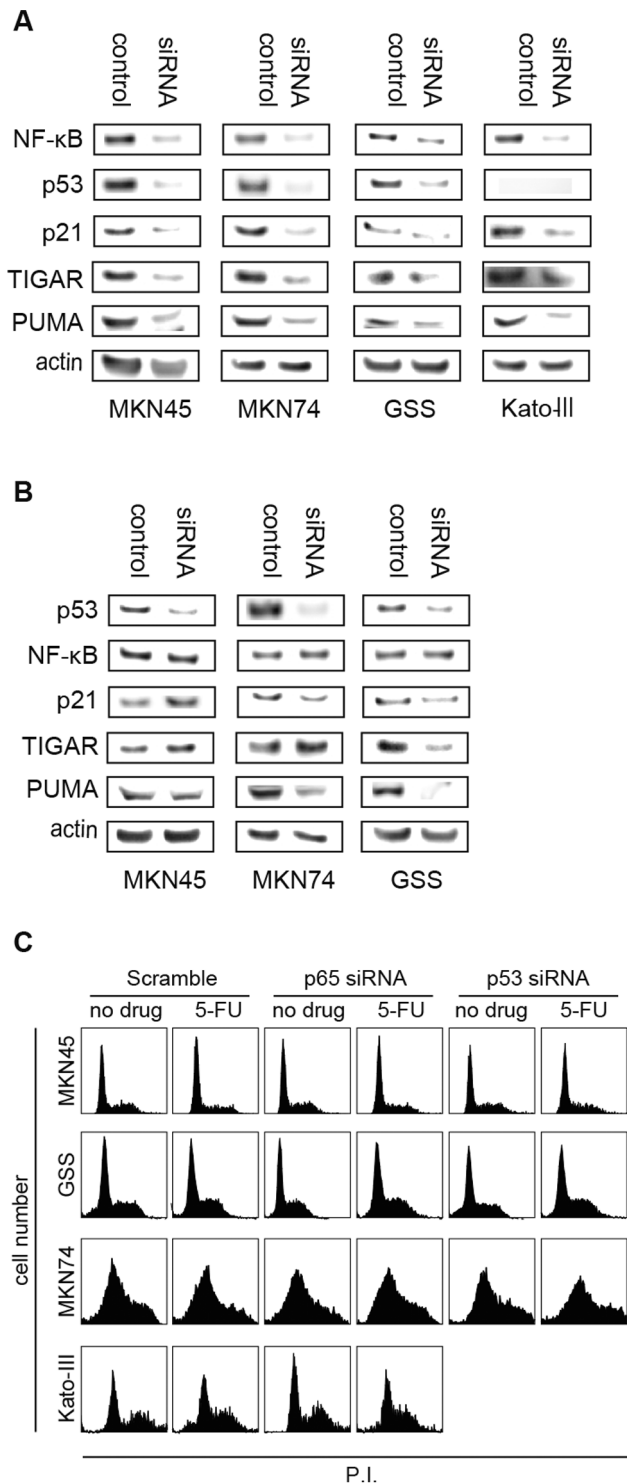 A
control siRNA control siRNA control siRNA control siRNA
NF-κB
p53
p21
TIGAR
PUMA
actin
MKN45 MKN74 GSS Kato-III
B
control siRNA control siRNA control siRNA
p53
NF-κB
p21
TIGAR
PUMA
actin
MKN45 MKN74 GSS
C
Scramble p65 siRNA p53 siRNA
no drug 5-FU no drug 5-FU no drug 5-FU
cell number
MKN45
GSS
MKN74
Kato-III
P.I.